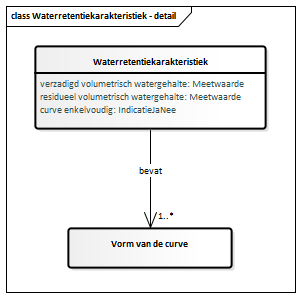 class Waterretentiekarakteristiek - detail
Waterretentiekarakteristiek
verzadigd volumetrisch watergehalte: Meetwaarde
residueel volumetrisch watergehalte: Meetwaarde
curve enkelvoudig: IndicatieJaNee
bevat
1..*
Vorm van de curve